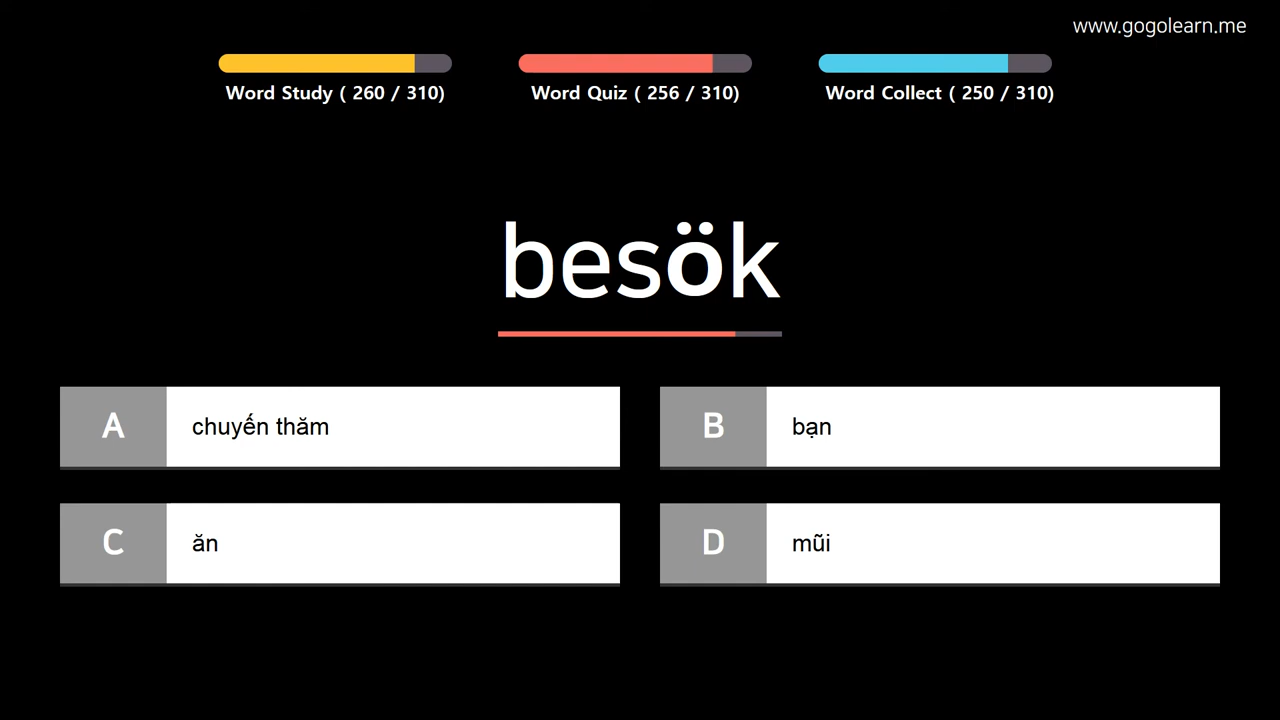 www.gogolearn.me
Word Study ( 260 / 310)
Word Quiz ( 256 / 310)
Word Collect ( 250 / 310)
besök
A
chuyến thăm
B
bạn
C
ăn
D
mũi